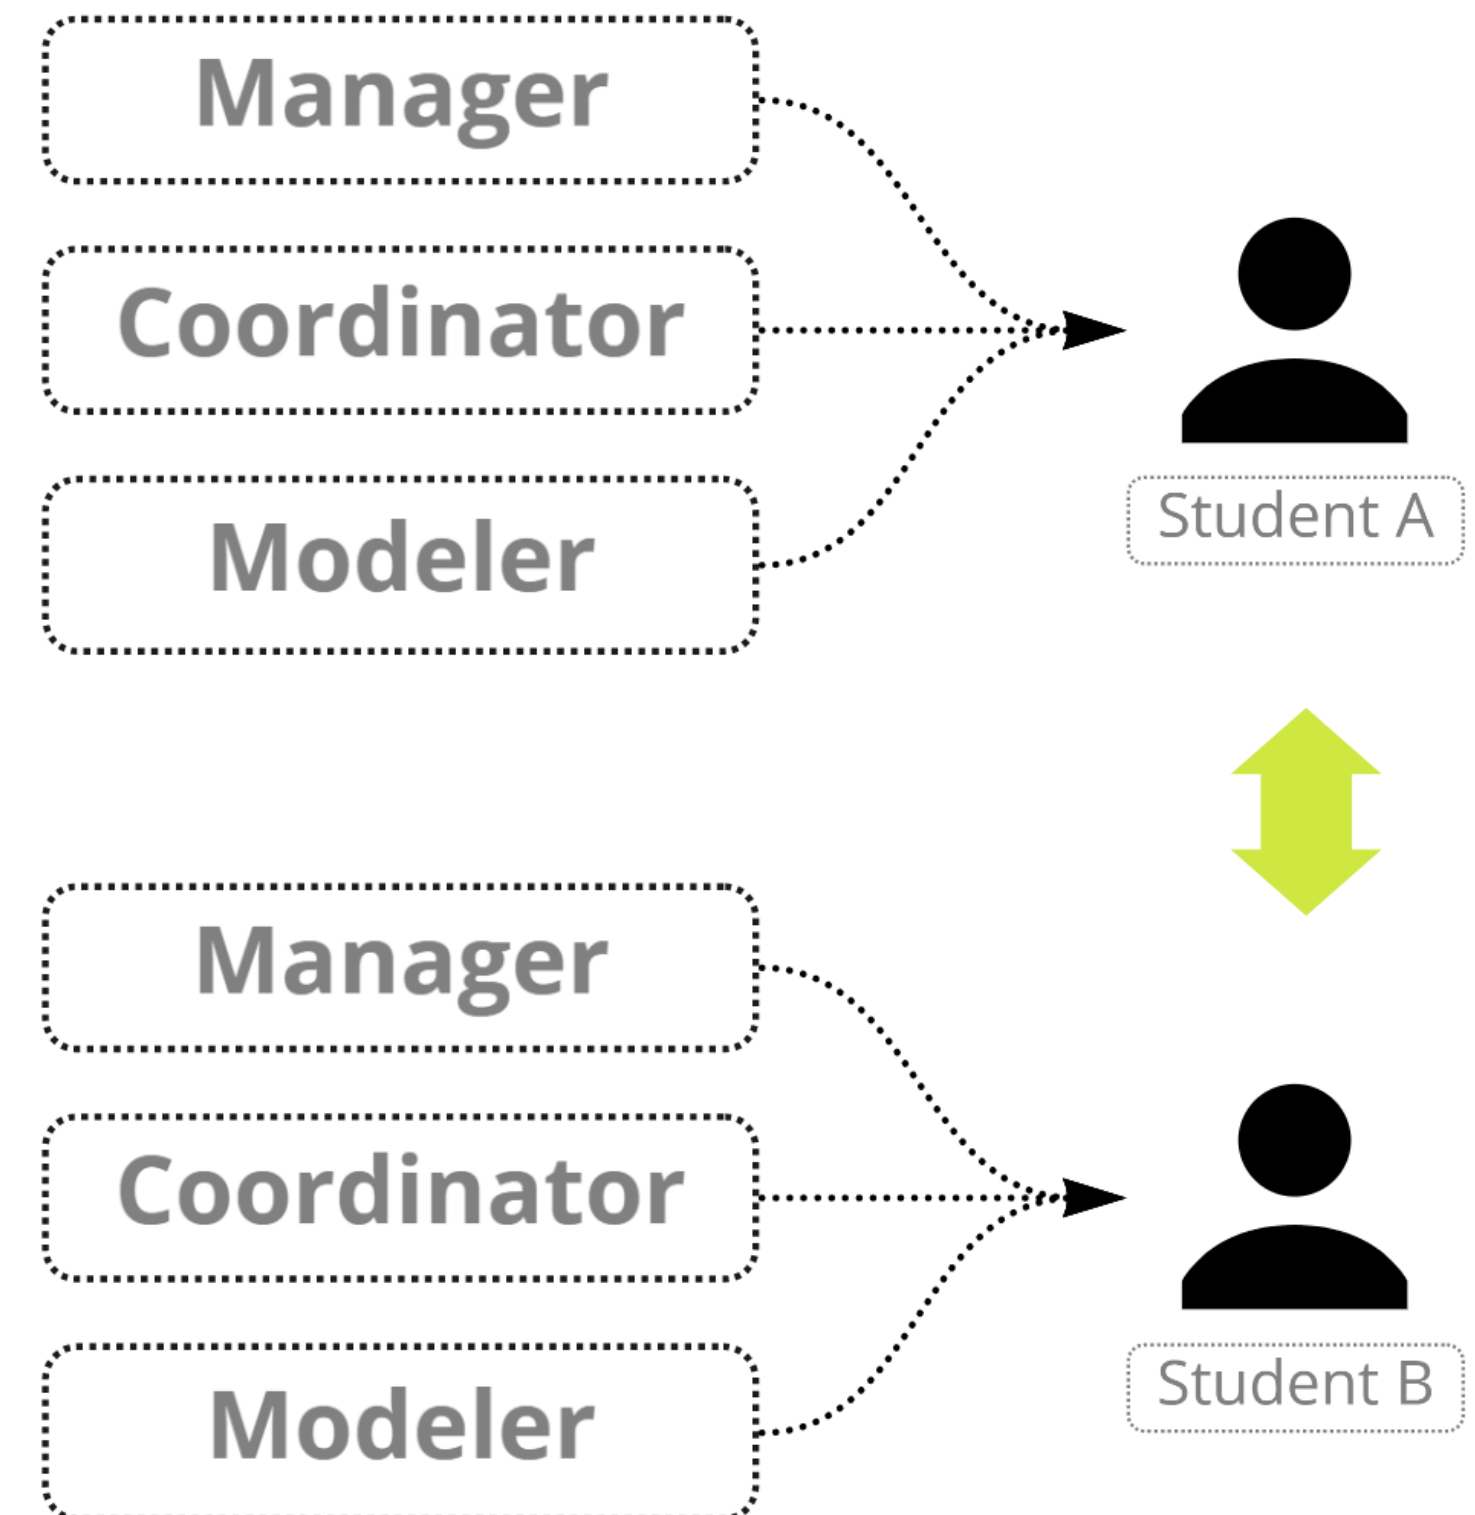 Manager
Coordinator
Modeler
Student A
Manager
Coordinator
Modeler
Student B